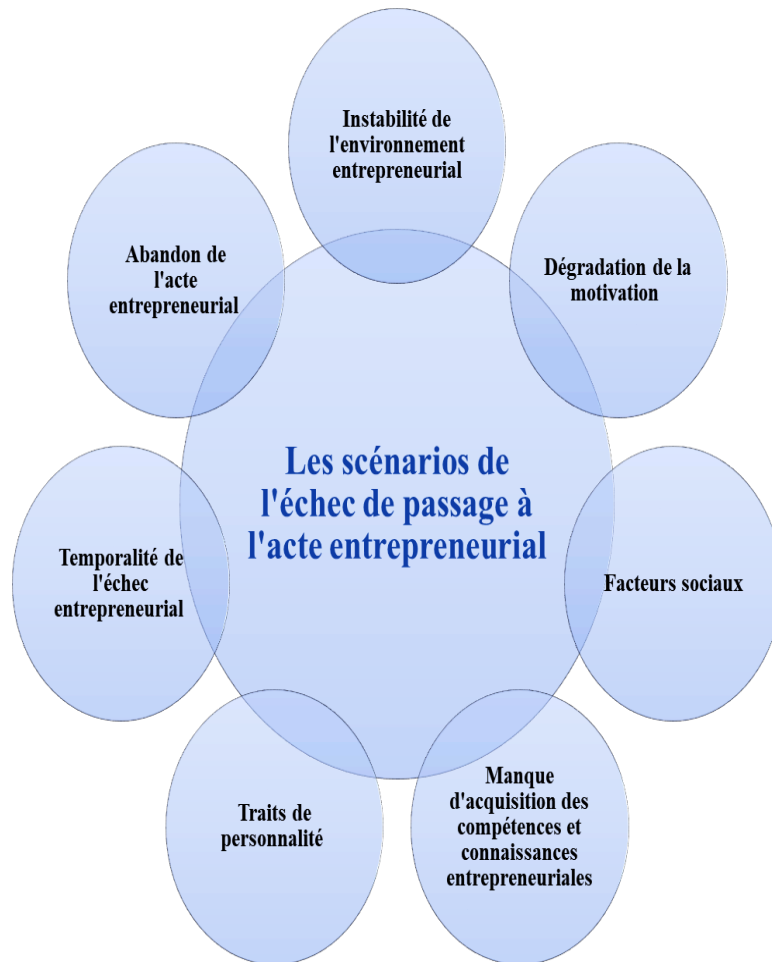 Instabilité de
l'environnement
entrepreneurial
Dégradation de la
motivation
Facteurs sociaux
Manque
d'acquisition des
compétences et
connaissances
entrepreneuriales
Traits de
personnalité
Temporalité de
l'échec
entrepreneurial
Abandon de
l'acte
entrepreneurial
Les scénarios de
l'échec de passage à
l'acte entrepreneurial